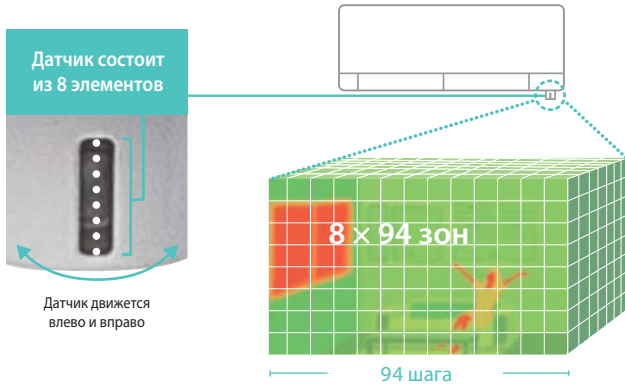 Датчик состоит
из 8 элементов
8 × 94 зон
Датчик движется
влево и вправо
94 шага